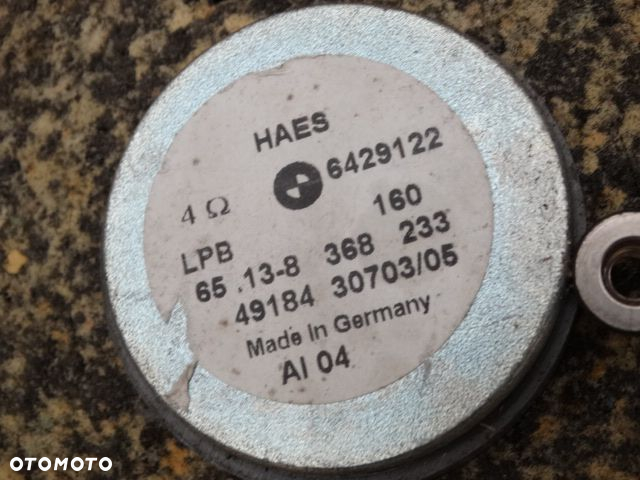 HAES
6429122
4 Ω
160
LPB
65 .13-8 368 233
49184 30703/05
Made In Germany
AI 04
OTOMOTO